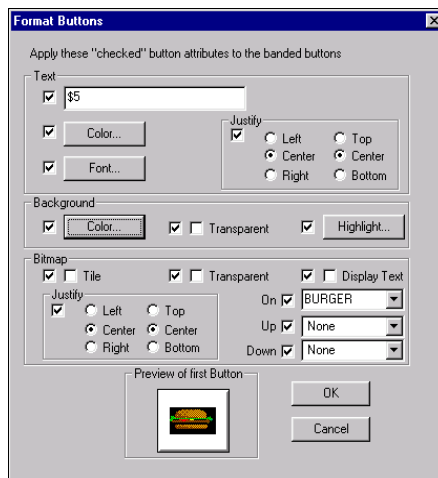 Format Buttons
Apply these "checked" button attributes to the banded buttons
Text
$5
Color...
Font...
Justify
Left Top
Center Center
Right Bottom
Background
Color... Transparent Highlight...
Bitmap
Tile Transparent Display Text
Justify
Left Top
Center Center
Right Bottom
On BURGER
Up None
Down None
Preview of first Button
OK
Cancel